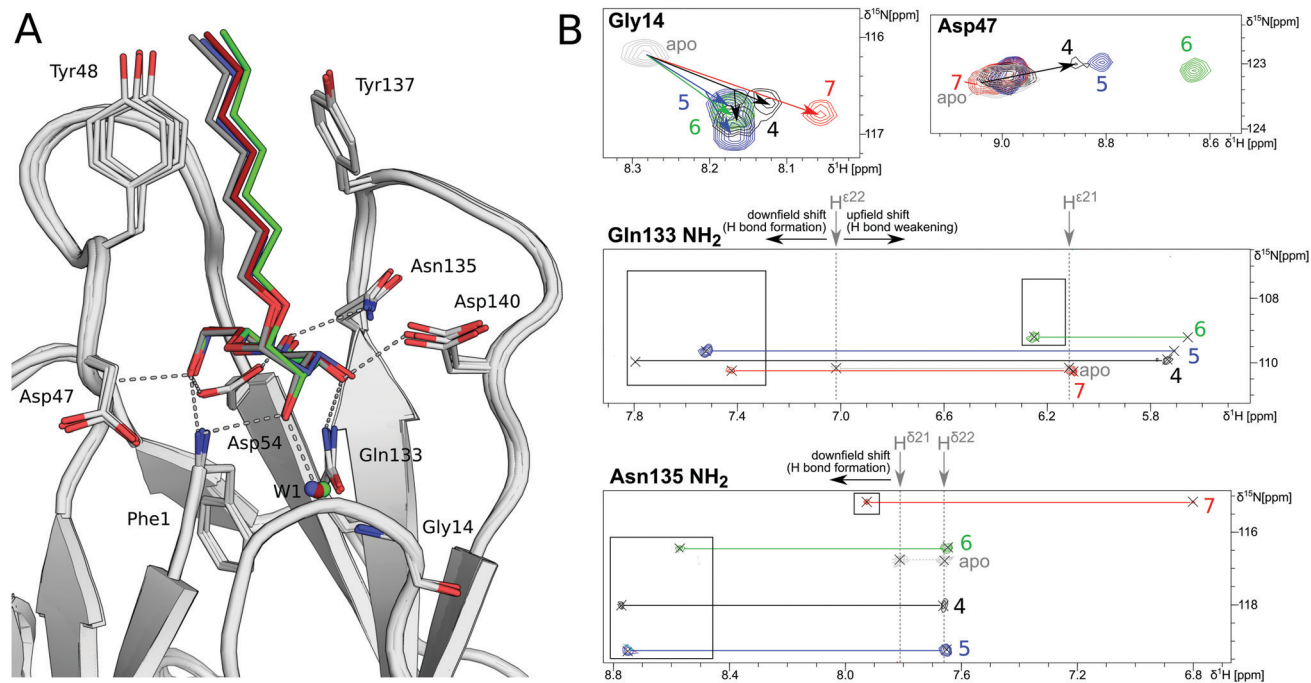 A
Tyr48
Tyr137
Asn135
Asp140
Asp47
Asp54
Gln133
W1
Phe1
Gly14
B
Gly14
apo
5
6
4
7
δ¹⁵N[ppm]
116
117
8.3
8.2
8.1
δ¹H [ppm]
Asp47
4
6
5
7
apo
δ¹⁵N[ppm]
123
124
9.0
8.8
8.6
δ¹H [ppm]
Hε22
Hε21
downfield shift
(H bond formation)
upfield shift
(H bond weakening)
Gln133 NH₂
δ¹⁵N[ppm]
108
110
6
5
4
apo
7
7.8
7.4
7.0
6.6
6.2
5.8
δ¹H [ppm]
Hδ21
Hδ22
downfield shift
(H bond formation)
Asn135 NH₂
δ¹⁵N[ppm]
116
118
7
6
apo
4
5
8.8
8.4
8.0
7.6
7.2
6.8
δ¹H [ppm]